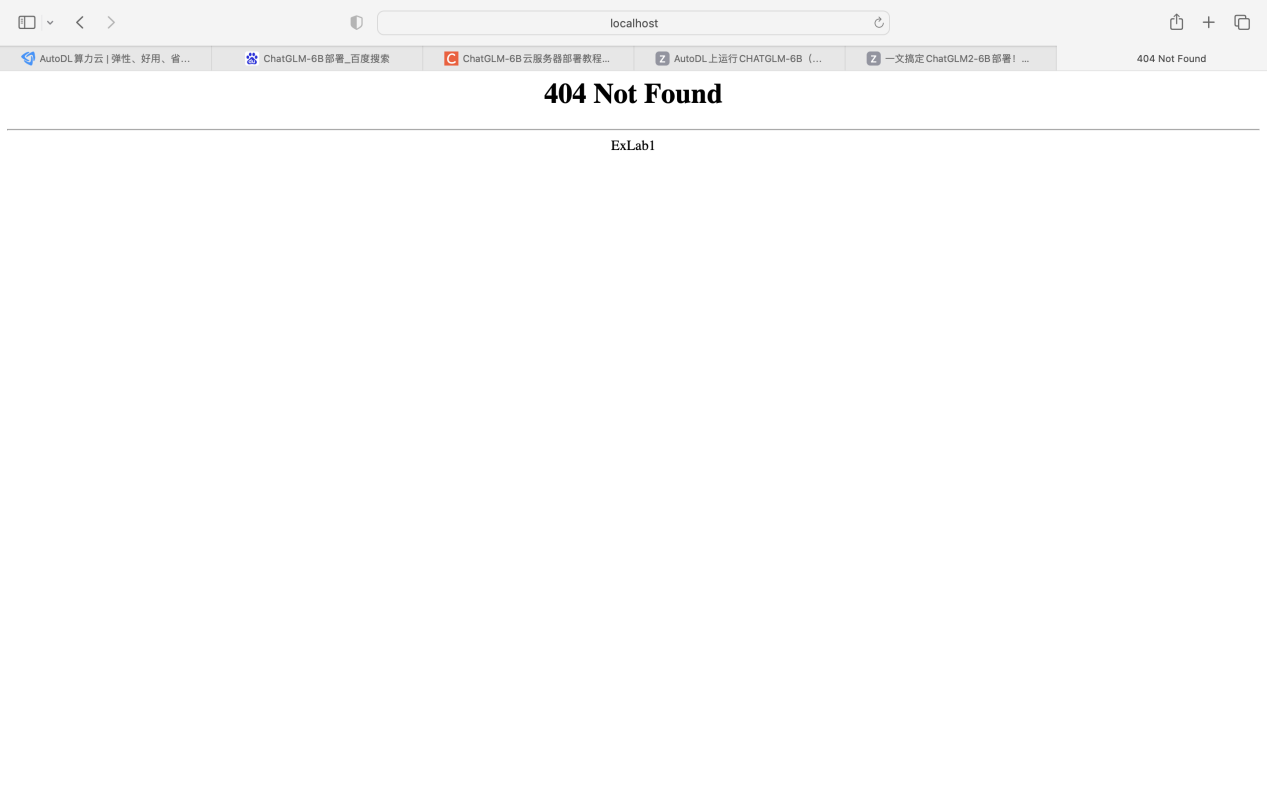 localhost
AutoDL算力云 | 弹性、好用、省...
ChatGLM-6B部署_百度搜索
ChatGLM-6B云服务器部署教程...
AutoDL上运行CHATGLM-6B（...
一文搞定ChatGLM2-6B部署！...
404 Not Found
404 Not Found
ExLab1